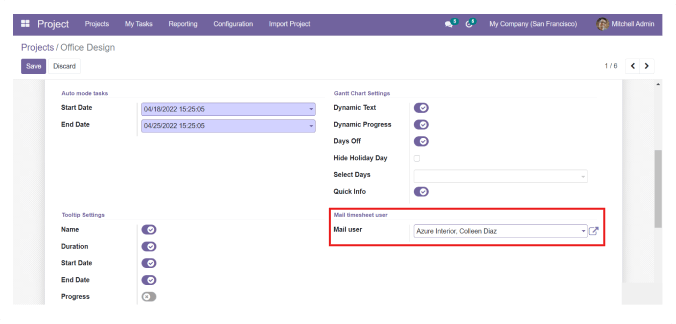 Project Projects My Tasks Reporting Configuration Import Project My Company (San Francisco) Mitchell Admin
Projects / Office Design
Save Discard 1 / 6
Auto mode tasks
Start Date 04/18/2022 15:25:05
End Date 04/25/2022 15:25:05
Gantt Chart Settings
Dynamic Text
Dynamic Progress
Days Off
Hide Holiday Day
Select Days
Quick Info
Tooltip Settings
Name
Duration
Start Date
End Date
Progress
Mail timesheet user
Mail user Azure Interior, Colleen Diaz